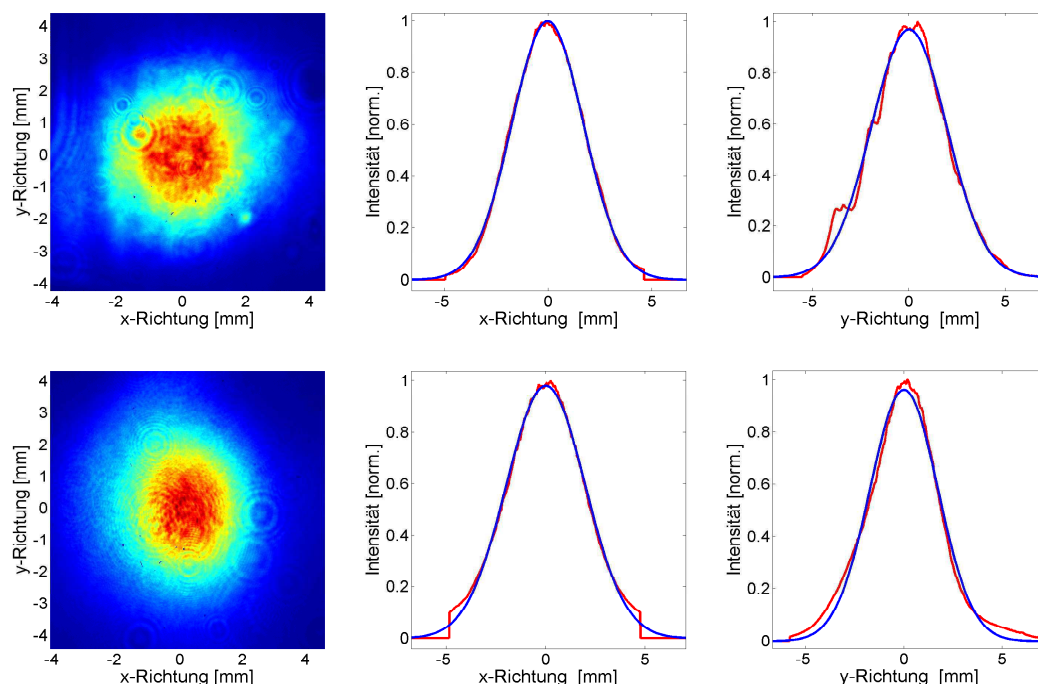 4
3
2
1
0
-1
-2
-3
-4
y-Richtung [mm]
-4 -2 0 2 4
x-Richtung [mm]
1
0.8
0.6
0.4
0.2
0
Intensität [norm.]
-5 0 5
x-Richtung [mm]
1
0.8
0.6
0.4
0.2
0
Intensität [norm.]
-5 0 5
y-Richtung [mm]
4
3
2
1
0
-1
-2
-3
-4
y-Richtung [mm]
-4 -2 0 2 4
x-Richtung [mm]
1
0.8
0.6
0.4
0.2
0
Intensität [norm.]
-5 0 5
x-Richtung [mm]
1
0.8
0.6
0.4
0.2
0
Intensität [norm.]
-5 0 5
y-Richtung [mm]